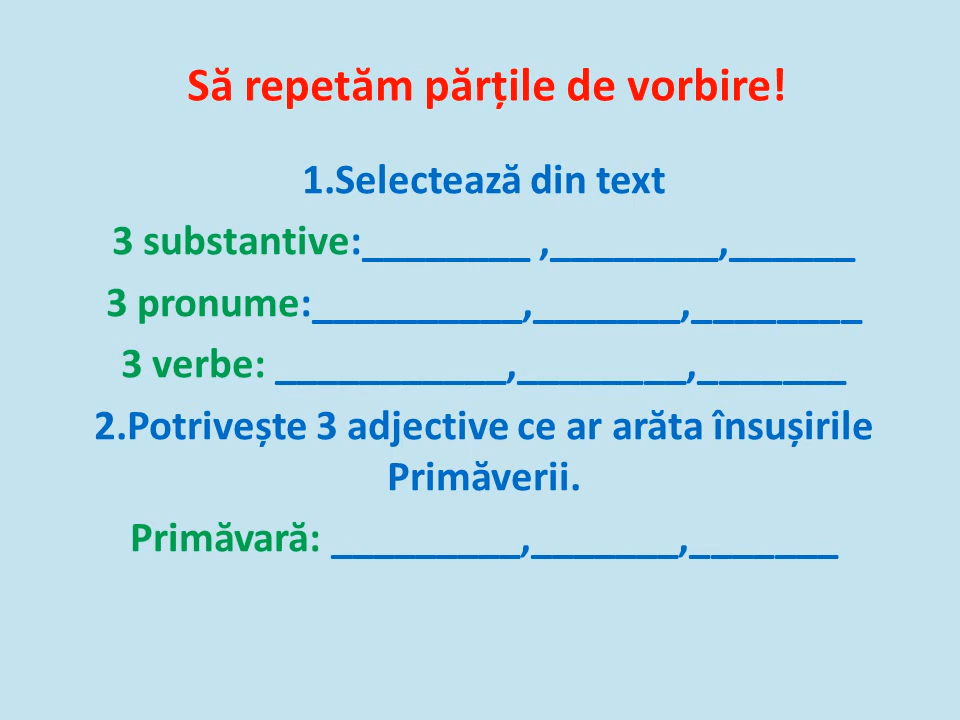 Să repetăm părțile de vorbire!
1.Selectează din text
3 substantive:________ ,________,______
3 pronume:__________,_______,________
3 verbe: ___________,________,_______
2.Potrivește 3 adjective ce ar arăta însușirile
Primăverii.
Primăvară: _________,_______,_______